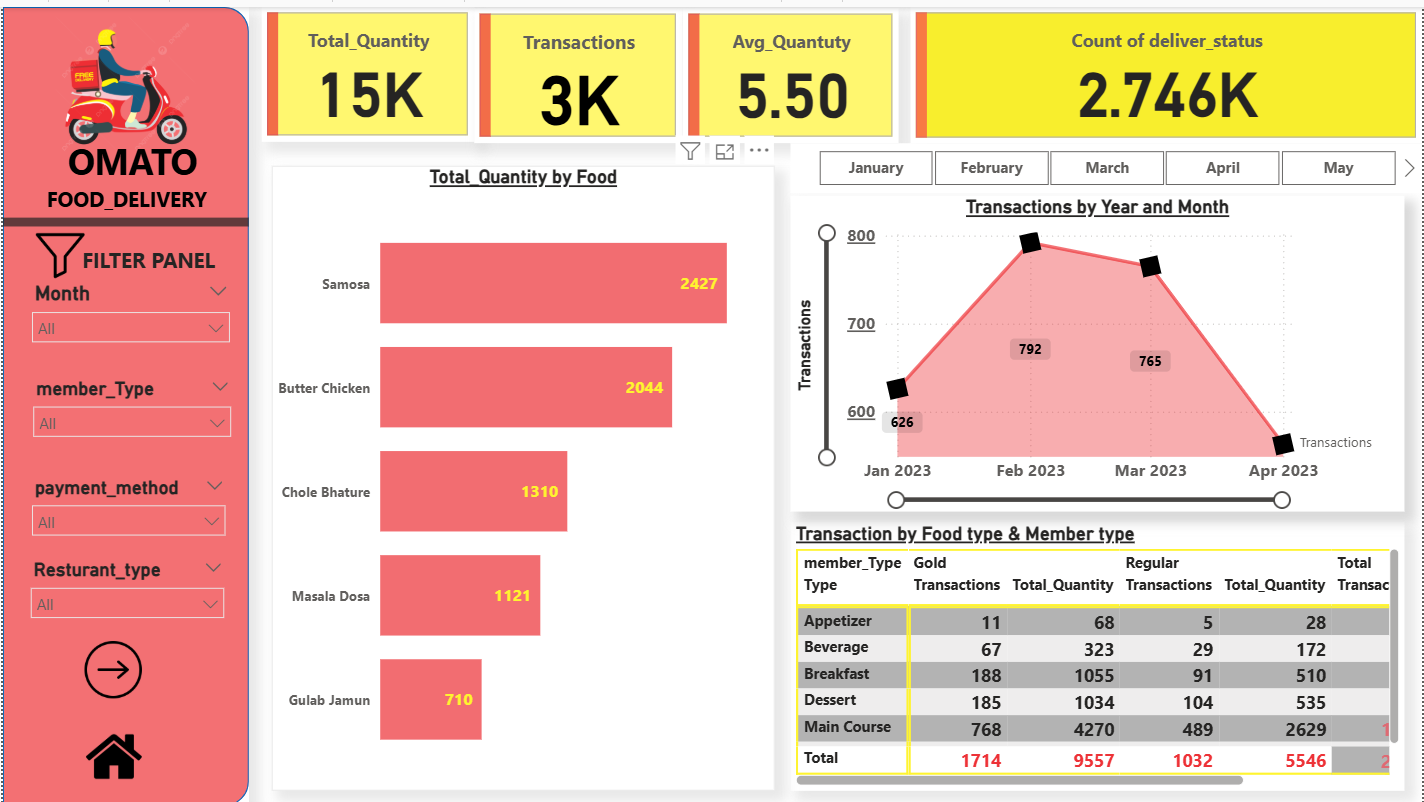 FREE
DELIVERY
OMATO
FOOD_DELIVERY
FILTER PANEL
Month
All
member_Type
All
payment_method
All
Resturant_type
All
Total_Quantity
15K
Transactions
3K
Avg_Quantuty
5.50
Count of deliver_status
2.746K
Total_Quantity by Food
Samosa 2427
Butter Chicken 2044
Chole Bhature 1310
Masala Dosa 1121
Gulab Jamun 710
January February March April May
Transactions by Year and Month
Transactions
800
700
600
626
792
765
Transactions
Jan 2023 Feb 2023 Mar 2023 Apr 2023
Transaction by Food type & Member type
member_Type Gold Regular Total
Type Transactions Total_Quantity Transactions Total_Quantity Transac
Appetizer 11 68 5 28
Beverage 67 323 29 172
Breakfast 188 1055 91 510
Dessert 185 1034 104 535
Main Course 768 4270 489 2629 1
Total 1714 9557 1032 5546 2